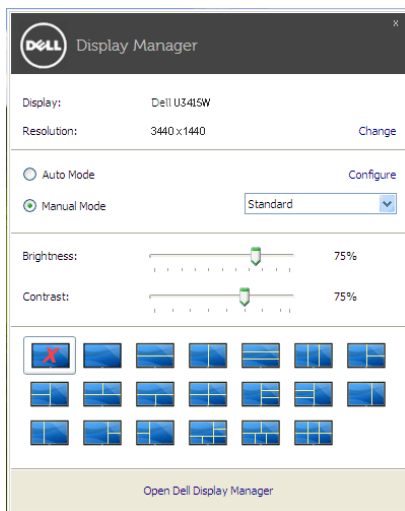 x
DELL Display Manager
Display: Dell U3415W
Resolution: 3440 x 1440 Change
Auto Mode Configure
Manual Mode Standard
Brightness: 75%
Contrast: 75%
Open Dell Display Manager